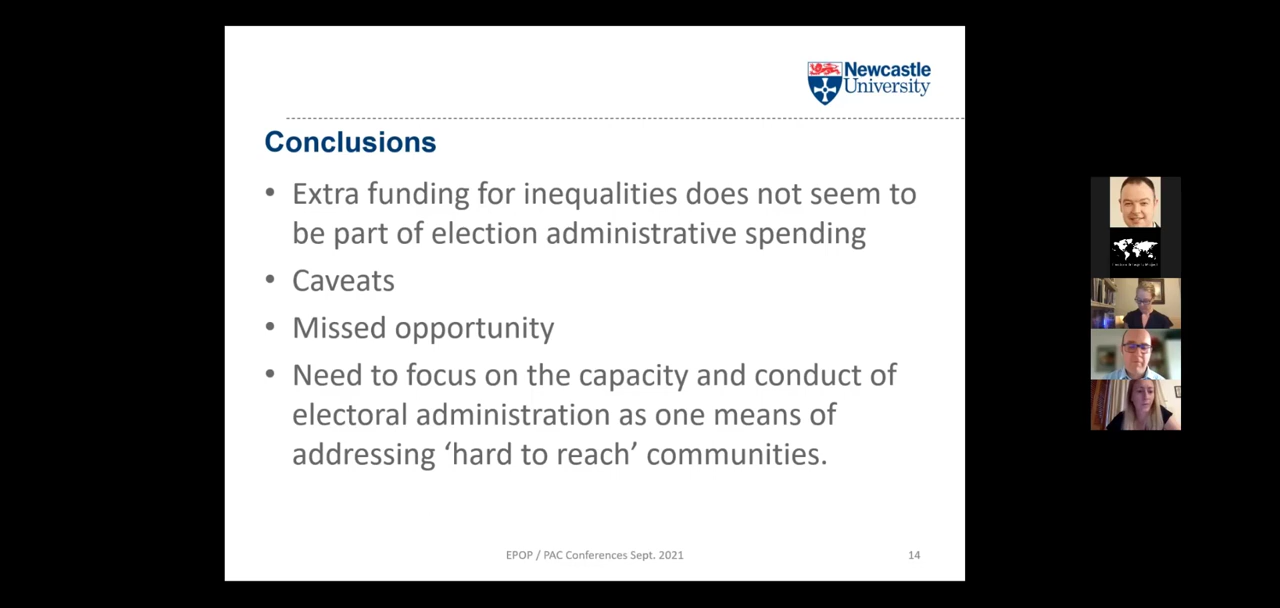 Newcastle
University
Conclusions
• Extra funding for inequalities does not seem to
be part of election administrative spending
• Caveats
• Missed opportunity
• Need to focus on the capacity and conduct of
electoral administration as one means of
addressing ‘hard to reach’ communities.
EPOP / PAC Conferences Sept. 2021
14